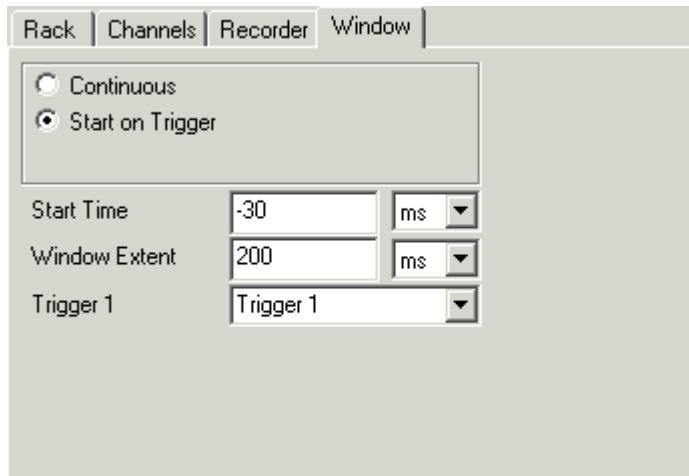 Rack Channels Recorder Window
Continuous
Start on Trigger
Start Time -30 ms
Window Extent 200 ms
Trigger 1 Trigger 1